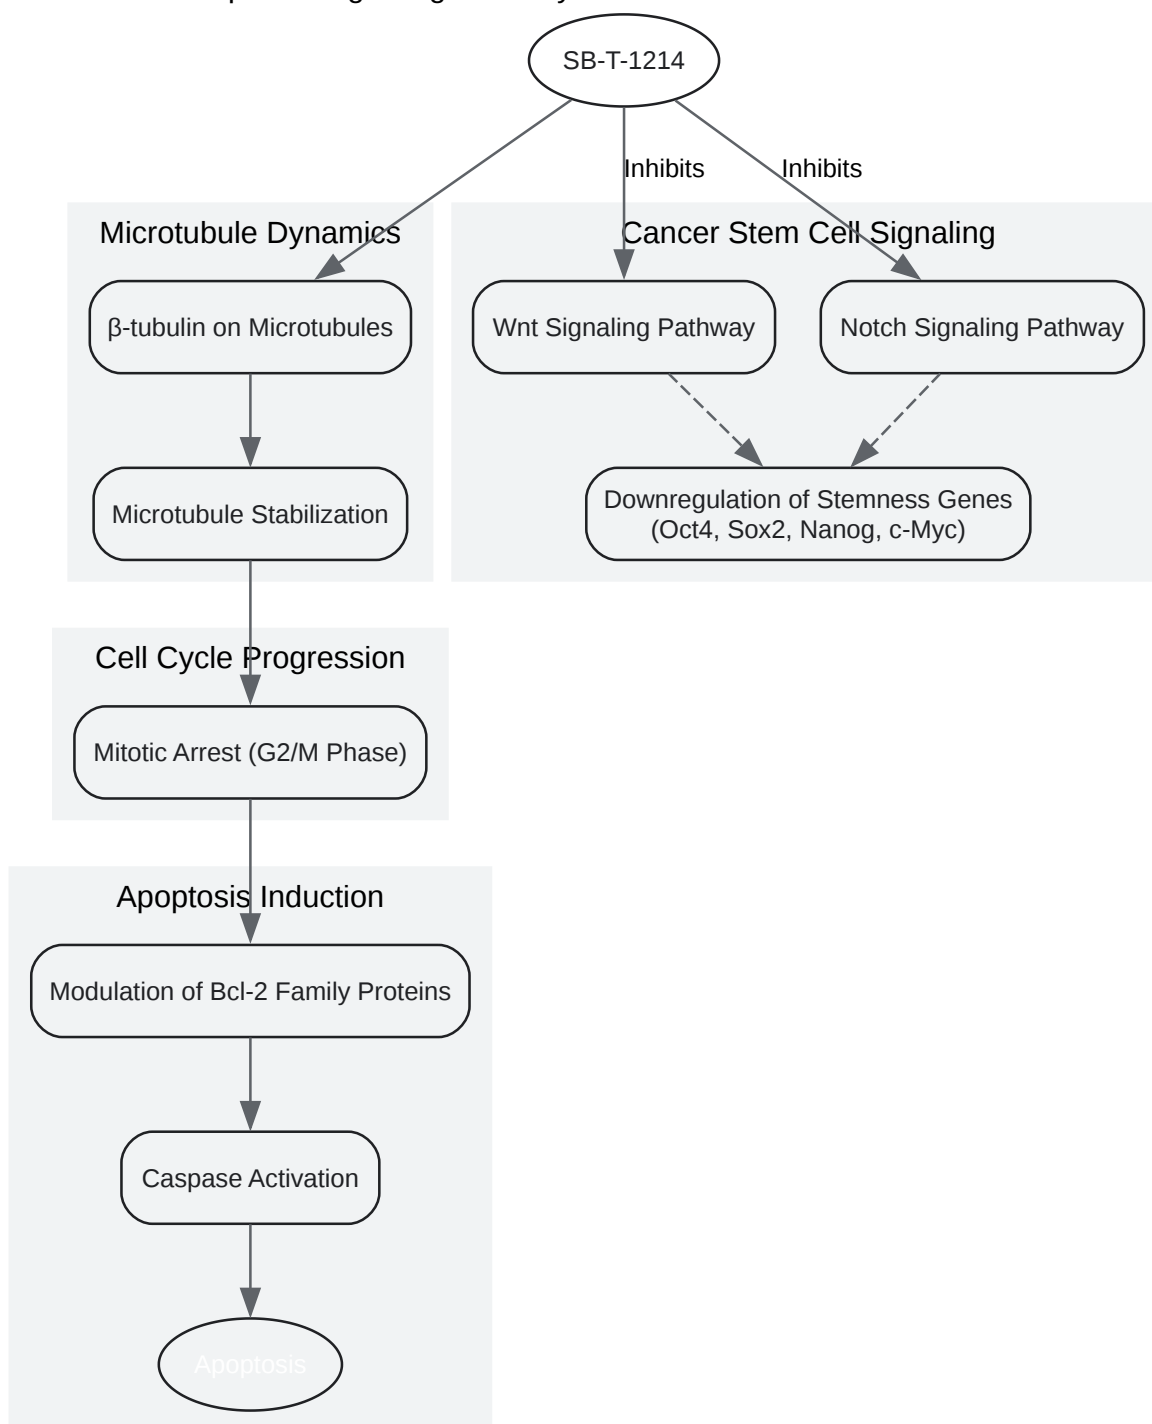 SB-T-1214
Inhibits
Inhibits
Microtubule Dynamics
Cancer Stem Cell Signaling
β-tubulin on Microtubules
Wnt Signaling Pathway
Notch Signaling Pathway
Microtubule Stabilization
Downregulation of Stemness Genes
(Oct4, Sox2, Nanog, c-Myc)
Cell Cycle Progression
Mitotic Arrest (G2/M Phase)
Apoptosis Induction
Modulation of Bcl-2 Family Proteins
Caspase Activation
Apoptosis